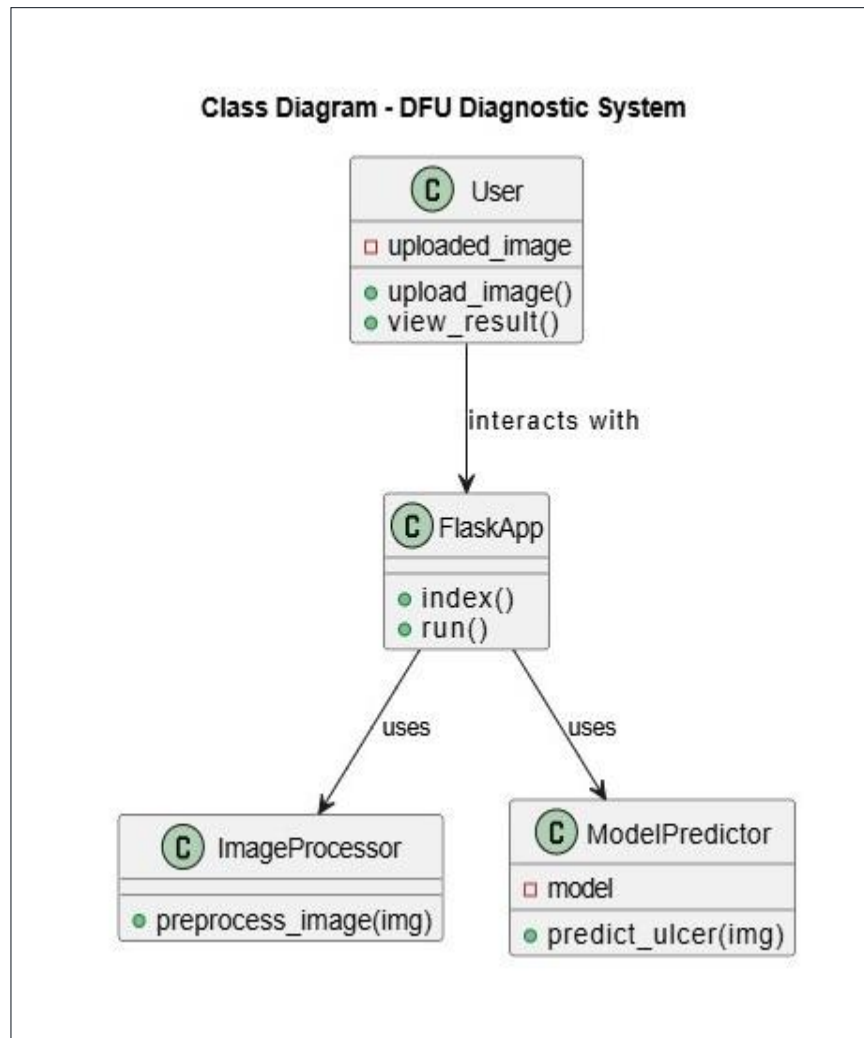 Class Diagram - DFU Diagnostic System
C User
uploaded_image
upload_image()
view_result()
interacts with
C FlaskApp
index()
run()
uses
uses
C ImageProcessor
preprocess_image(img)
C ModelPredictor
model
predict_ulcer(img)